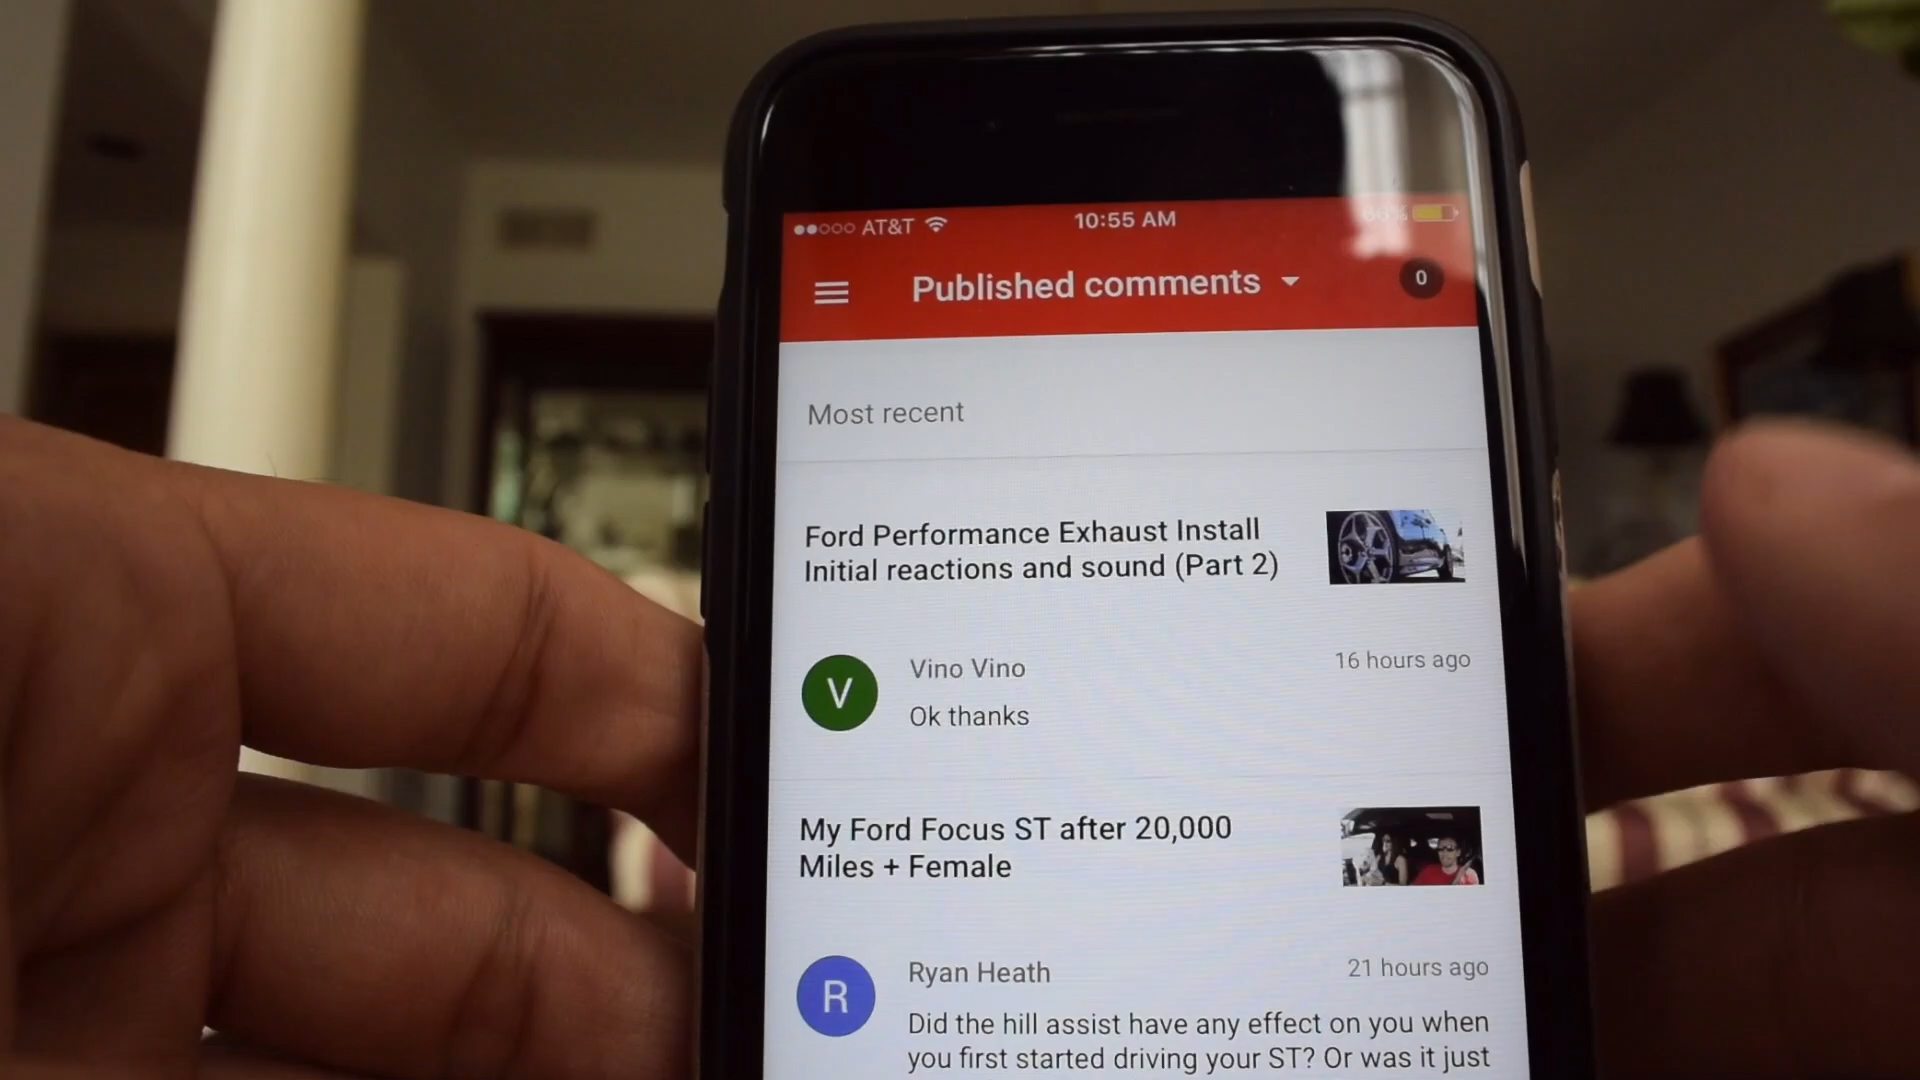 AT&T 10:55 AM 66%
Published comments 0
Most recent
Ford Performance Exhaust Install
Initial reactions and sound (Part 2)
V Vino Vino 16 hours ago
Ok thanks
My Ford Focus ST after 20,000
Miles + Female
R Ryan Heath 21 hours ago
Did the hill assist have any effect on you when
you first started driving your ST? Or was it just